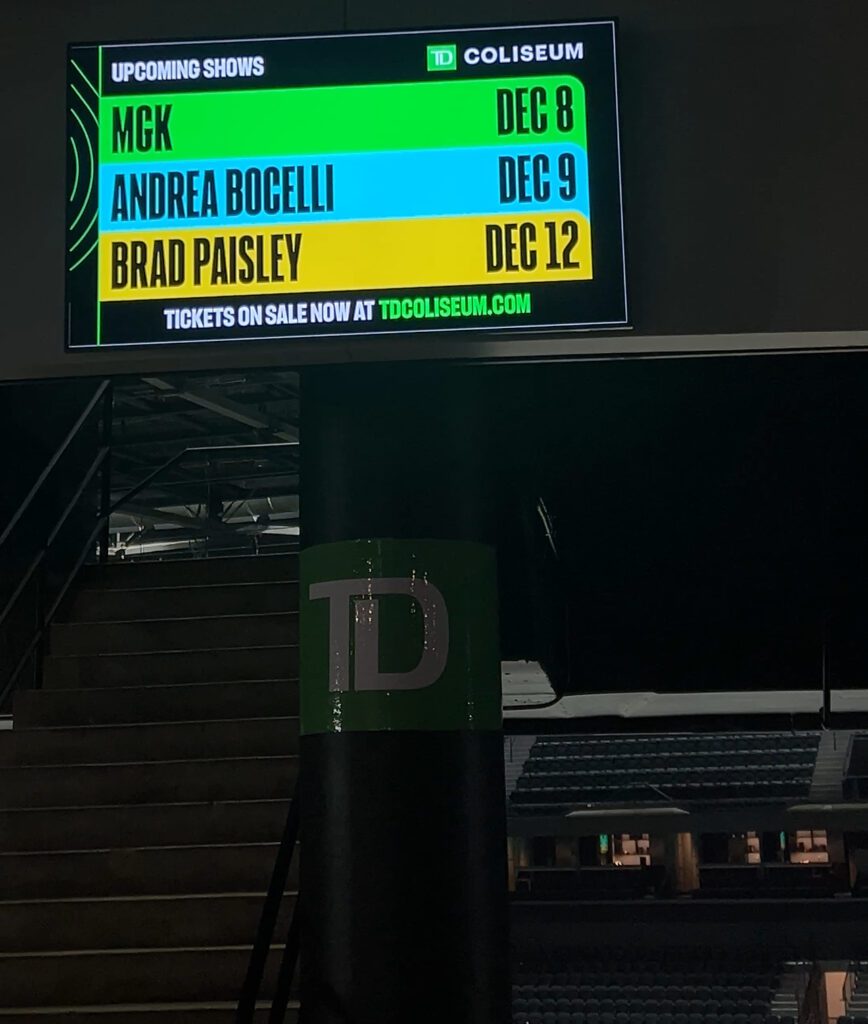 UPCOMING SHOWS
TD COLISEUM
MGK DEC 8
ANDREA BOCELLI DEC 9
BRAD PAISLEY DEC 12
TICKETS ON SALE NOW AT TDCOLISEUM.COM
TD